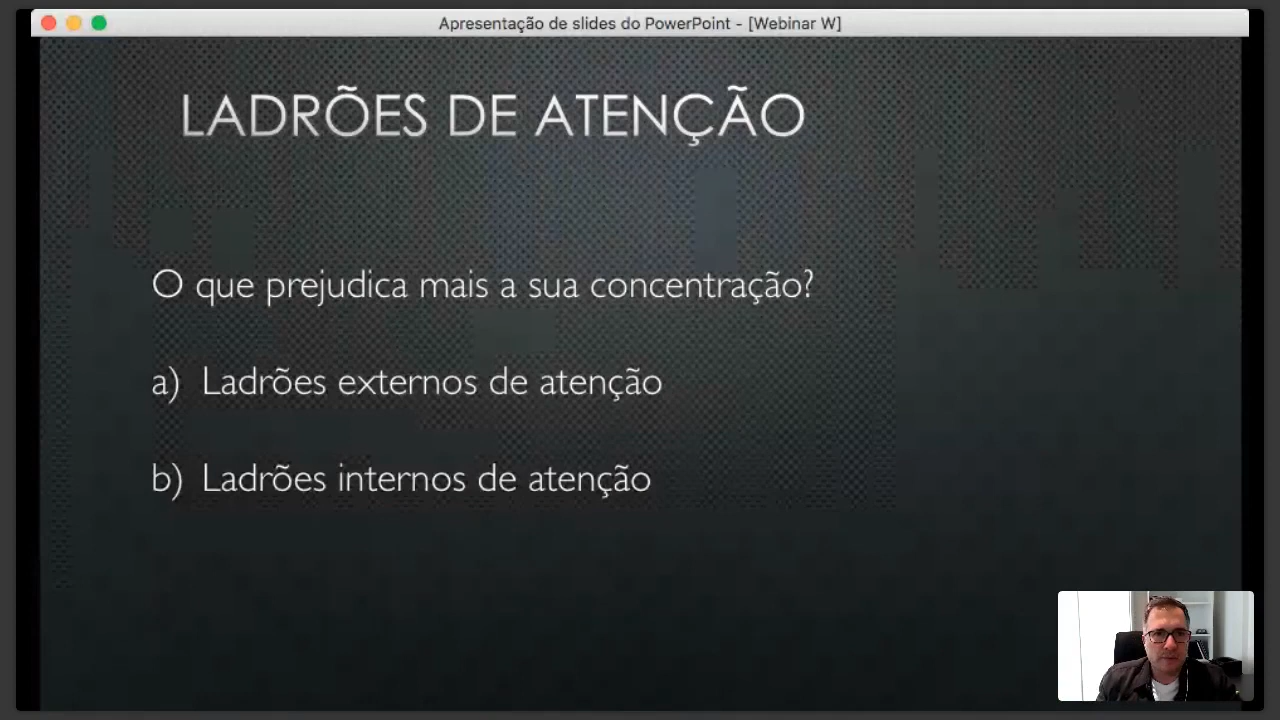 Apresentação de slides do PowerPoint - [Webinar W]
LADRÕES DE ATENÇÃO
O que prejudica mais a sua concentração?
a) Ladrões externos de atenção
b) Ladrões internos de atenção